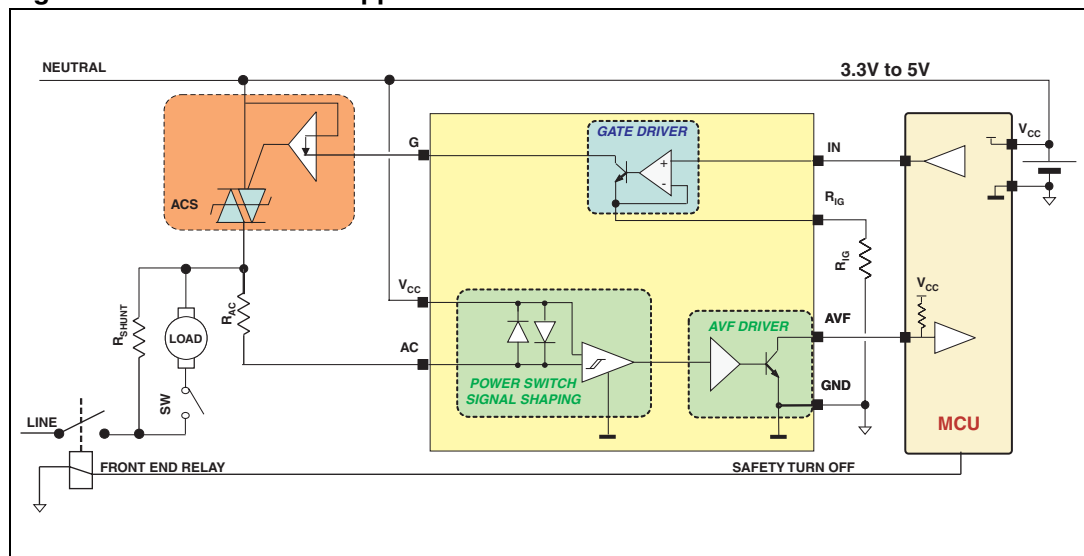 NEUTRAL
3.3V to 5V
GATE DRIVER
G
+
-
IN
VCC
RIG
ACS
RIG
VCC
VCC
RSHUNT
LOAD
RAC
AVF
AVF DRIVER
AC
POWER SWITCH
SIGNAL SHAPING
GND
SW
MCU
LINE
FRONT END RELAY
SAFETY TURN OFF